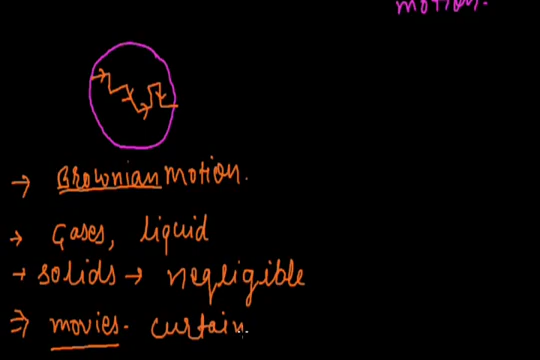 motion.
→ Brownian motion.
→ Gases, liquid
→ solids → negligible
⇒ movies. curtain.